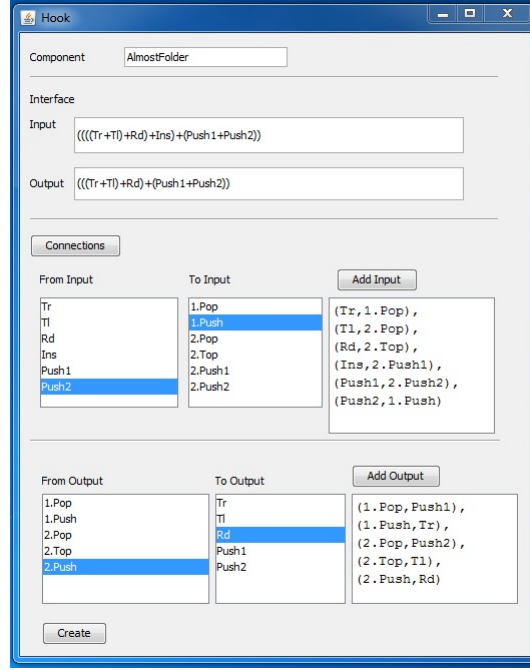 Hook
Component AlmostFolder
Interface
Input ((((Tr+Tl)+Rd)+Ins)+(Push1+Push2))
Output (((Tr+Tl)+Rd)+(Push1+Push2))
Connections
From Input
To Input
Add Input
Tr
Tl
Rd
Ins
Push1
Push2
1.Pop
1.Push
2.Pop
2.Top
2.Push1
2.Push2
(Tr,1.Pop),
(Tl,2.Pop),
(Rd,2.Top),
(Ins,2.Push1),
(Push1,2.Push2),
(Push2,1.Push)
From Output
To Output
Add Output
1.Pop
1.Push
2.Pop
2.Top
2.Push
Tr
Tl
Rd
Push1
Push2
(1.Pop,Push1),
(1.Push,Tr),
(2.Pop,Push2),
(2.Top,Tl),
(2.Push,Rd)
Create